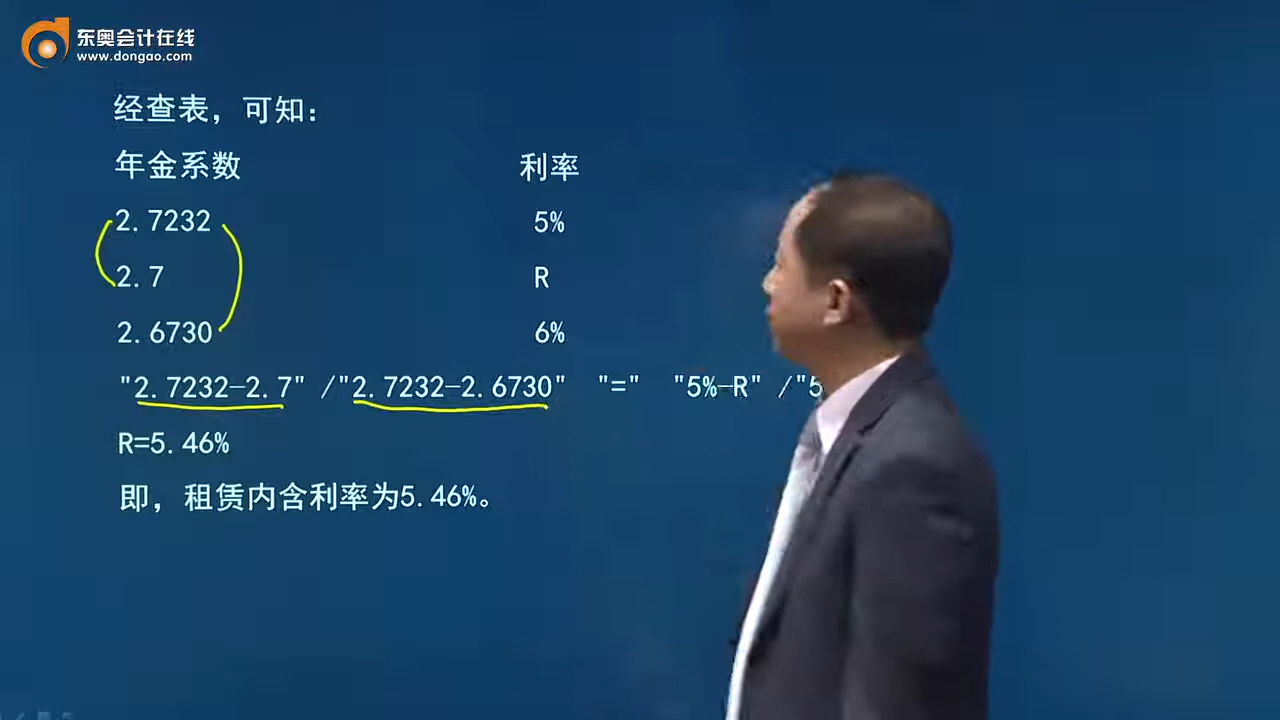 东奥会计在线
www.dongao.com
经查表，可知：
年金系数 利率
2.7232 5%
2.7 R
2.6730 6%
"2.7232-2.7" /"2.7232-2.6730" "=" "5%-R" /"5
R=5.46%
即，租赁内含利率为5.46%。